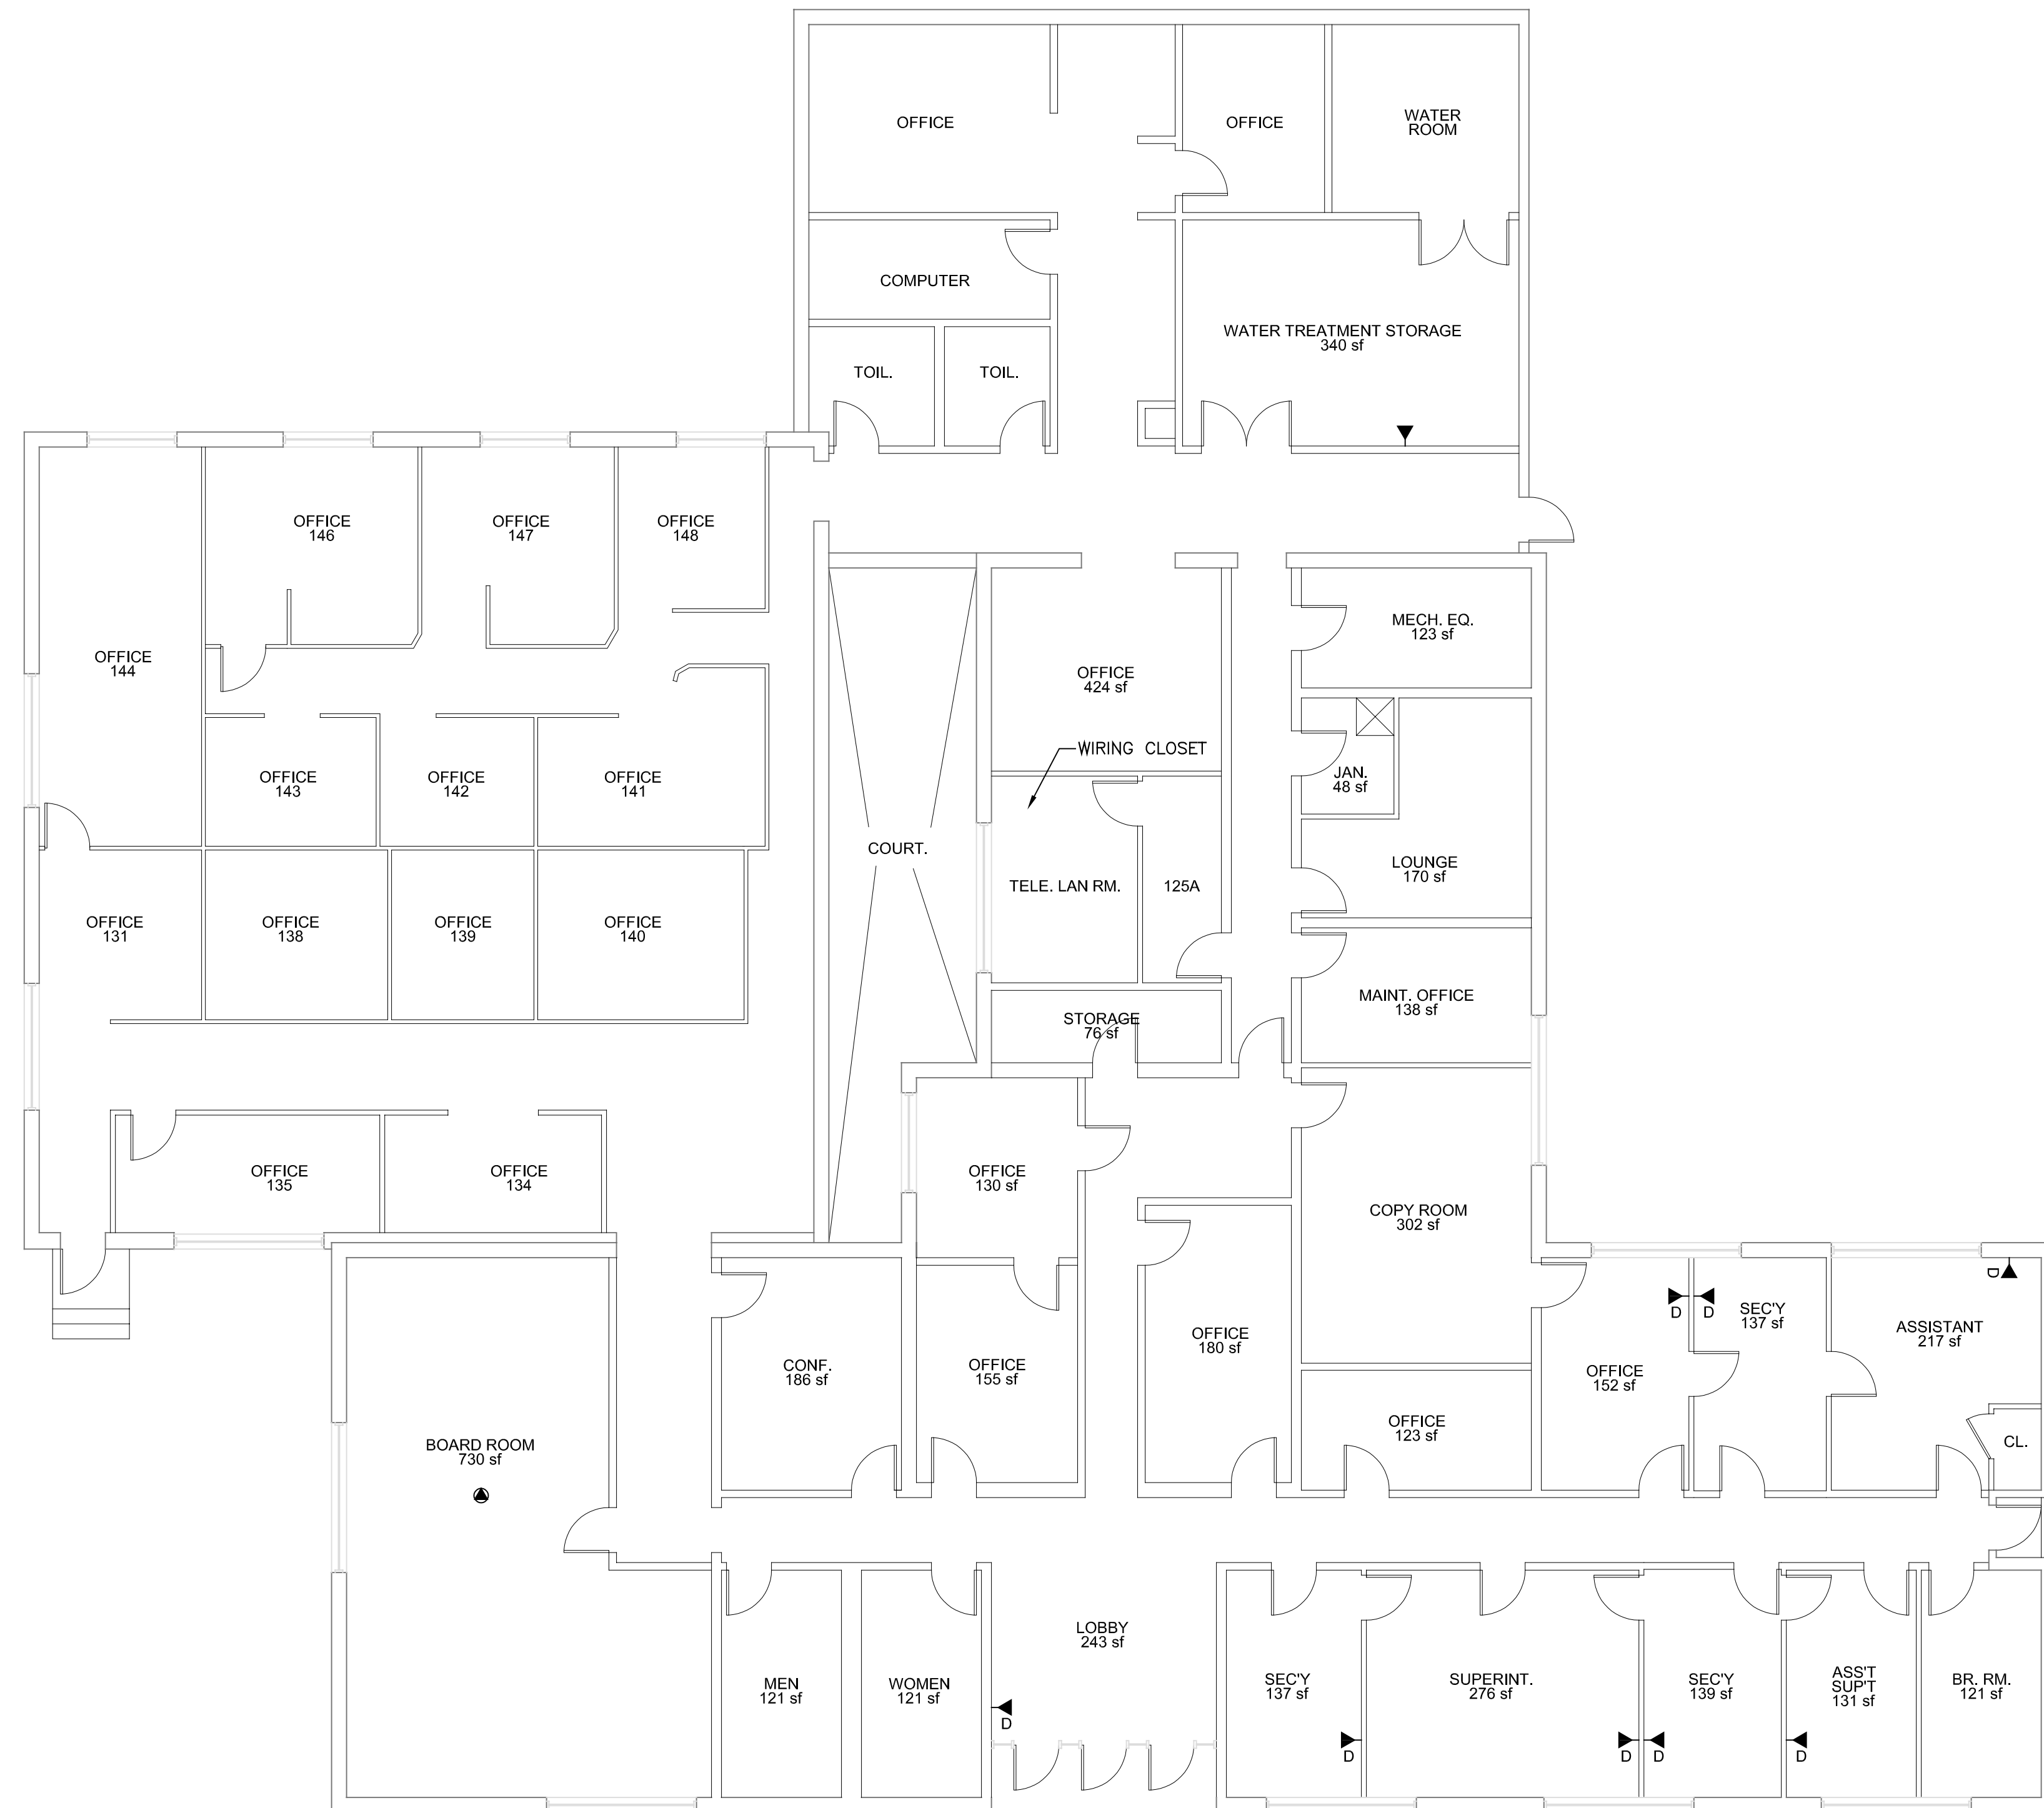 OFFICE
OFFICE
WATER
ROOM
COMPUTER
WATER TREATMENT STORAGE
340 sf
TOIL.
TOIL.
OFFICE
146
OFFICE
147
OFFICE
148
OFFICE
144
OFFICE
424 sf
MECH. EQ.
123 sf
WIRING CLOSET
OFFICE
143
OFFICE
142
OFFICE
141
JAN.
48 sf
COURT.
LOUNGE
170 sf
TELE. LAN RM.
125A
OFFICE
131
OFFICE
138
OFFICE
139
OFFICE
140
MAINT. OFFICE
138 sf
STORAGE
76 sf
OFFICE
135
OFFICE
134
OFFICE
130 sf
COPY ROOM
302 sf
D
D
D
SEC'Y
137 sf
ASSISTANT
217 sf
OFFICE
180 sf
CONF.
186 sf
OFFICE
155 sf
OFFICE
152 sf
OFFICE
123 sf
CL.
BOARD ROOM
730 sf
LOBBY
243 sf
MEN
121 sf
WOMEN
121 sf
SEC'Y
137 sf
SUPERINT.
276 sf
SEC'Y
139 sf
ASS'T
SUP'T
131 sf
BR. RM.
121 sf
D
D
D
D
D